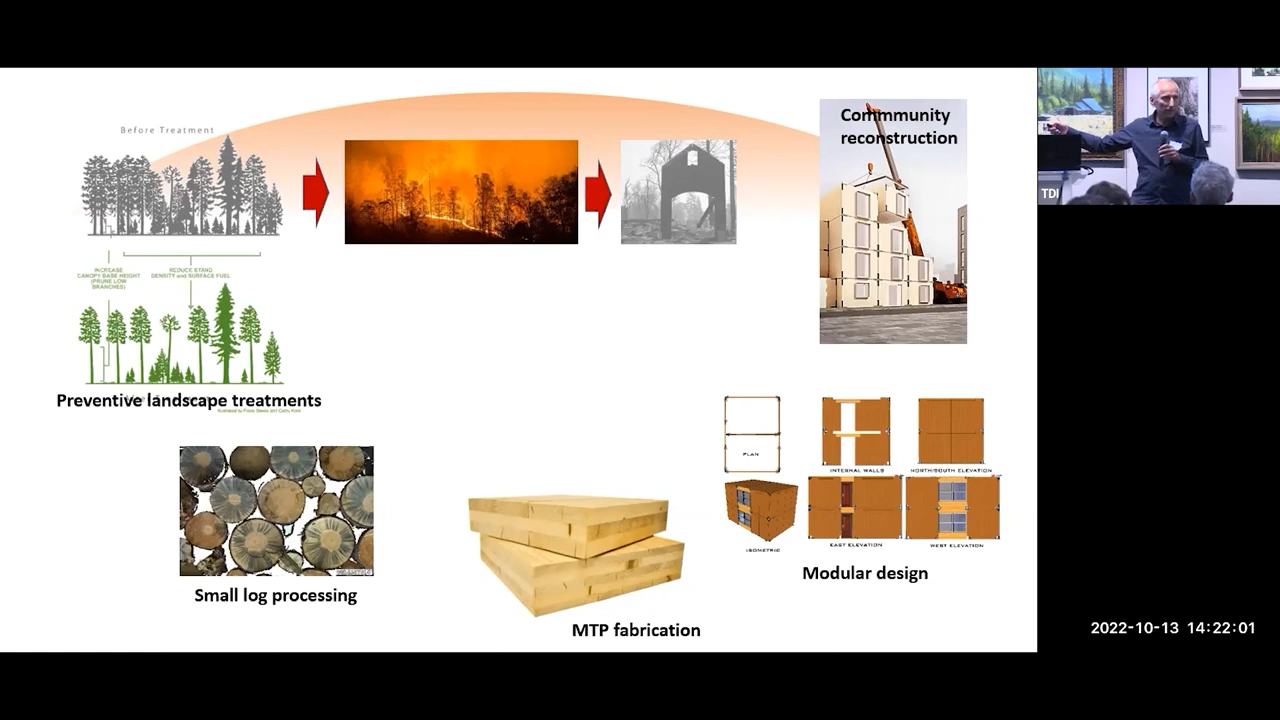 Before Treatment
INCREASE
CANOPY BASE HEIGHT
(PRUNE LOW
BRANCHES)
REDUCE STAND
DENSITY and SURFACE FUEL
Preventive landscape treatments
Commmunity
reconstruction
TDI
PLAN
INTERNAL WALLS
NORTH/SOUTH ELEVATION
ISOMETRIC
EAST ELEVATION
WEST ELEVATION
Modular design
Small log processing
MTP fabrication
2022-10-13 14:22:01